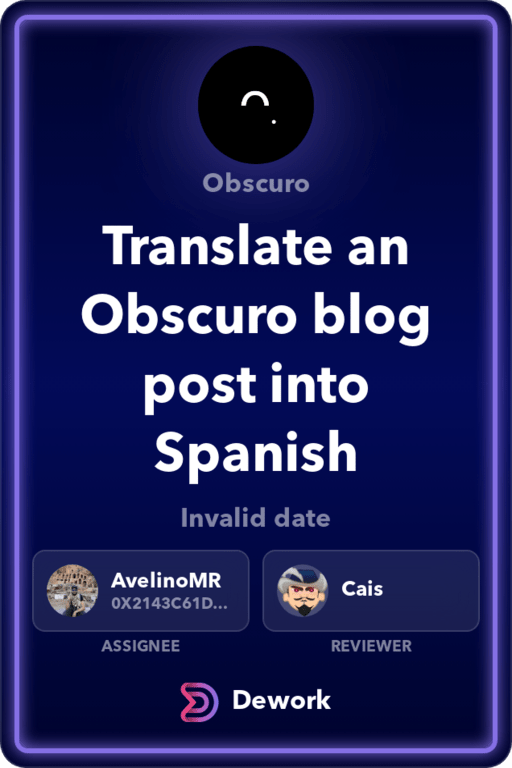 Obscuro
Translate an
Obscuro blog
post into
Spanish
Invalid date
AvelinoMR
0X2143C61D...
Cais
ASSIGNEE
REVIEWER
Dework